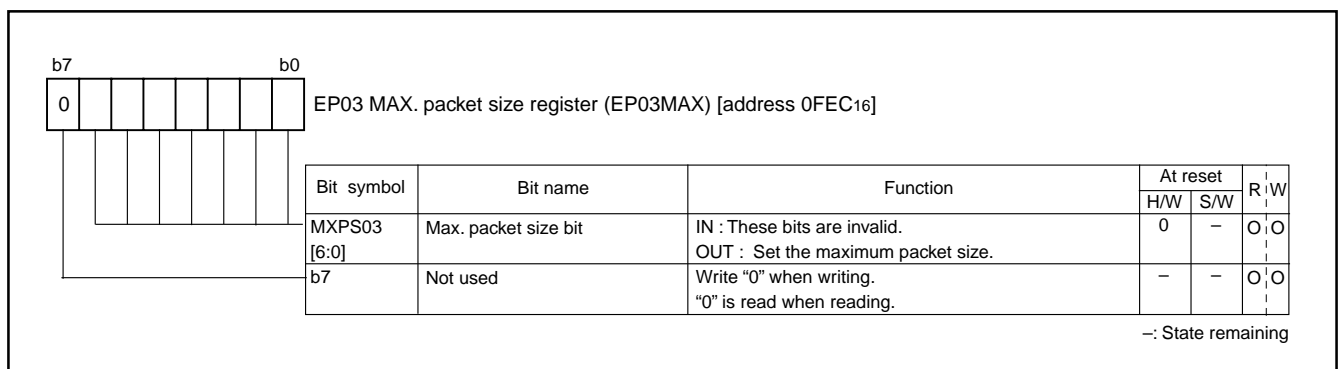 b7 b0
0 EP03 MAX. packet size register (EP03MAX) [address 0FEC16]
Bit symbol Bit name Function At reset R W
H/W S/W
MXPS03 Max. packet size bit IN : These bits are invalid. 0 – O O
[6:0] OUT : Set the maximum packet size.
b7 Not used Write “0” when writing. – – O O
“0” is read when reading.
–: State remaining